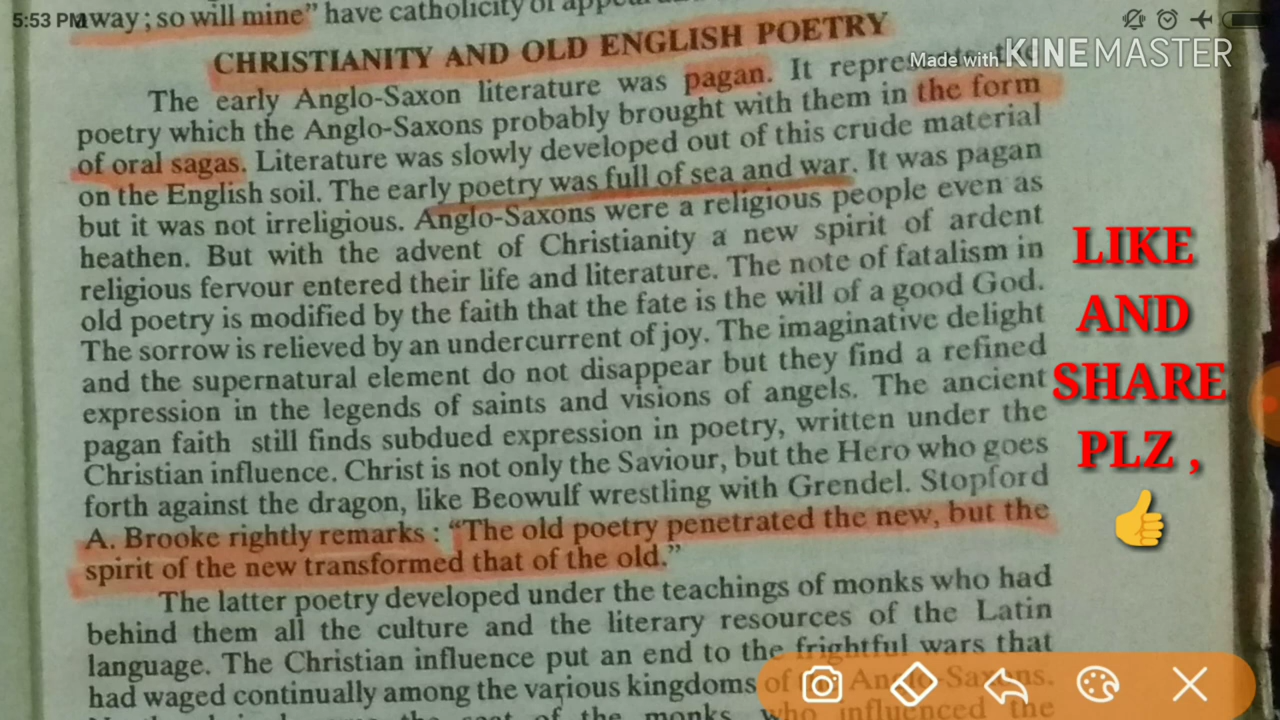 5:53 PM
away ; so will mine" have catholicity of
Made with KINEMASTER
CHRISTIANITY AND OLD ENGLISH POETRY
The early Anglo-Saxon literature was pagan. It represents the
poetry which the Anglo-Saxons probably brought with them in the form
of oral sagas. Literature was slowly developed out of this crude material
on the English soil. The early poetry was full of sea and war. It was pagan
but it was not irreligious. Anglo-Saxons were a religious people even as
heathen. But with the advent of Christianity a new spirit of ardent
religious fervour entered their life and literature. The note of fatalism in
old poetry is modified by the faith that the fate is the will of a good God.
The sorrow is relieved by an undercurrent of joy. The imaginative delight
and the supernatural element do not disappear but they find a refined
expression in the legends of saints and visions of angels. The ancient
pagan faith still finds subdued expression in poetry, written under the
Christian influence. Christ is not only the Saviour, but the Hero who goes
forth against the dragon, like Beowulf wrestling with Grendel. Stopford
A. Brooke rightly remarks : "The old poetry penetrated the new, but the
spirit of the new transformed that of the old."
The latter poetry developed under the teachings of monks who had
behind them all the culture and the literary resources of the Latin
language. The Christian influence put an end to the frightful wars that
had waged continually among the various kingdoms of the Anglo-Saxons.
seat of the monks who influenced the
LIKE
AND
SHARE
PLZ ,